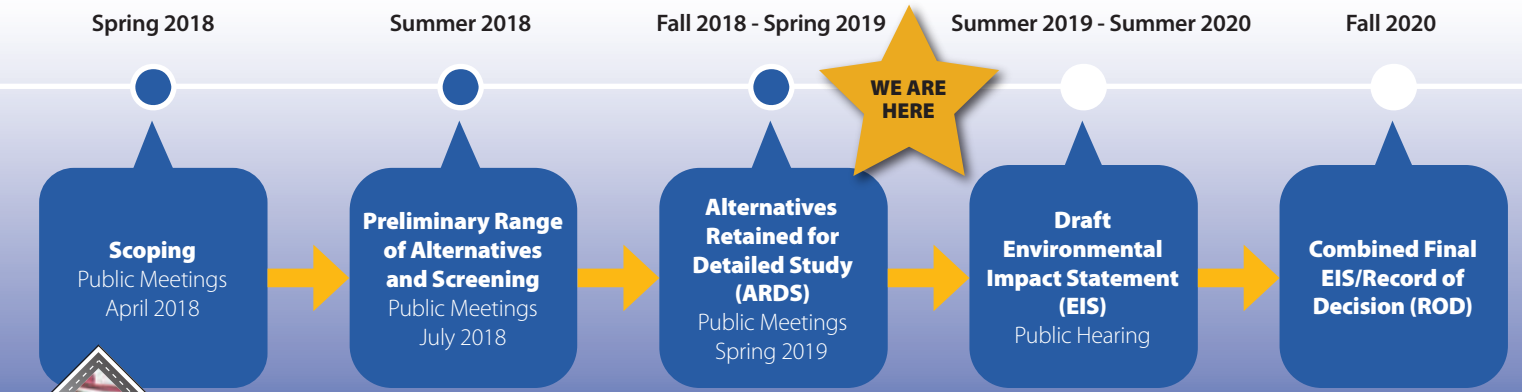 Spring 2018
Summer 2018
Fall 2018 - Spring 2019
Summer 2019 - Summer 2020
Fall 2020
WE ARE
HERE
Scoping
Public Meetings
April 2018
Preliminary Range
of Alternatives
and Screening
Public Meetings
July 2018
Alternatives
Retained for
Detailed Study
(ARDS)
Public Meetings
Spring 2019
Draft
Environmental
Impact Statement
(EIS)
Public Hearing
Combined Final
EIS/Record of
Decision (ROD)